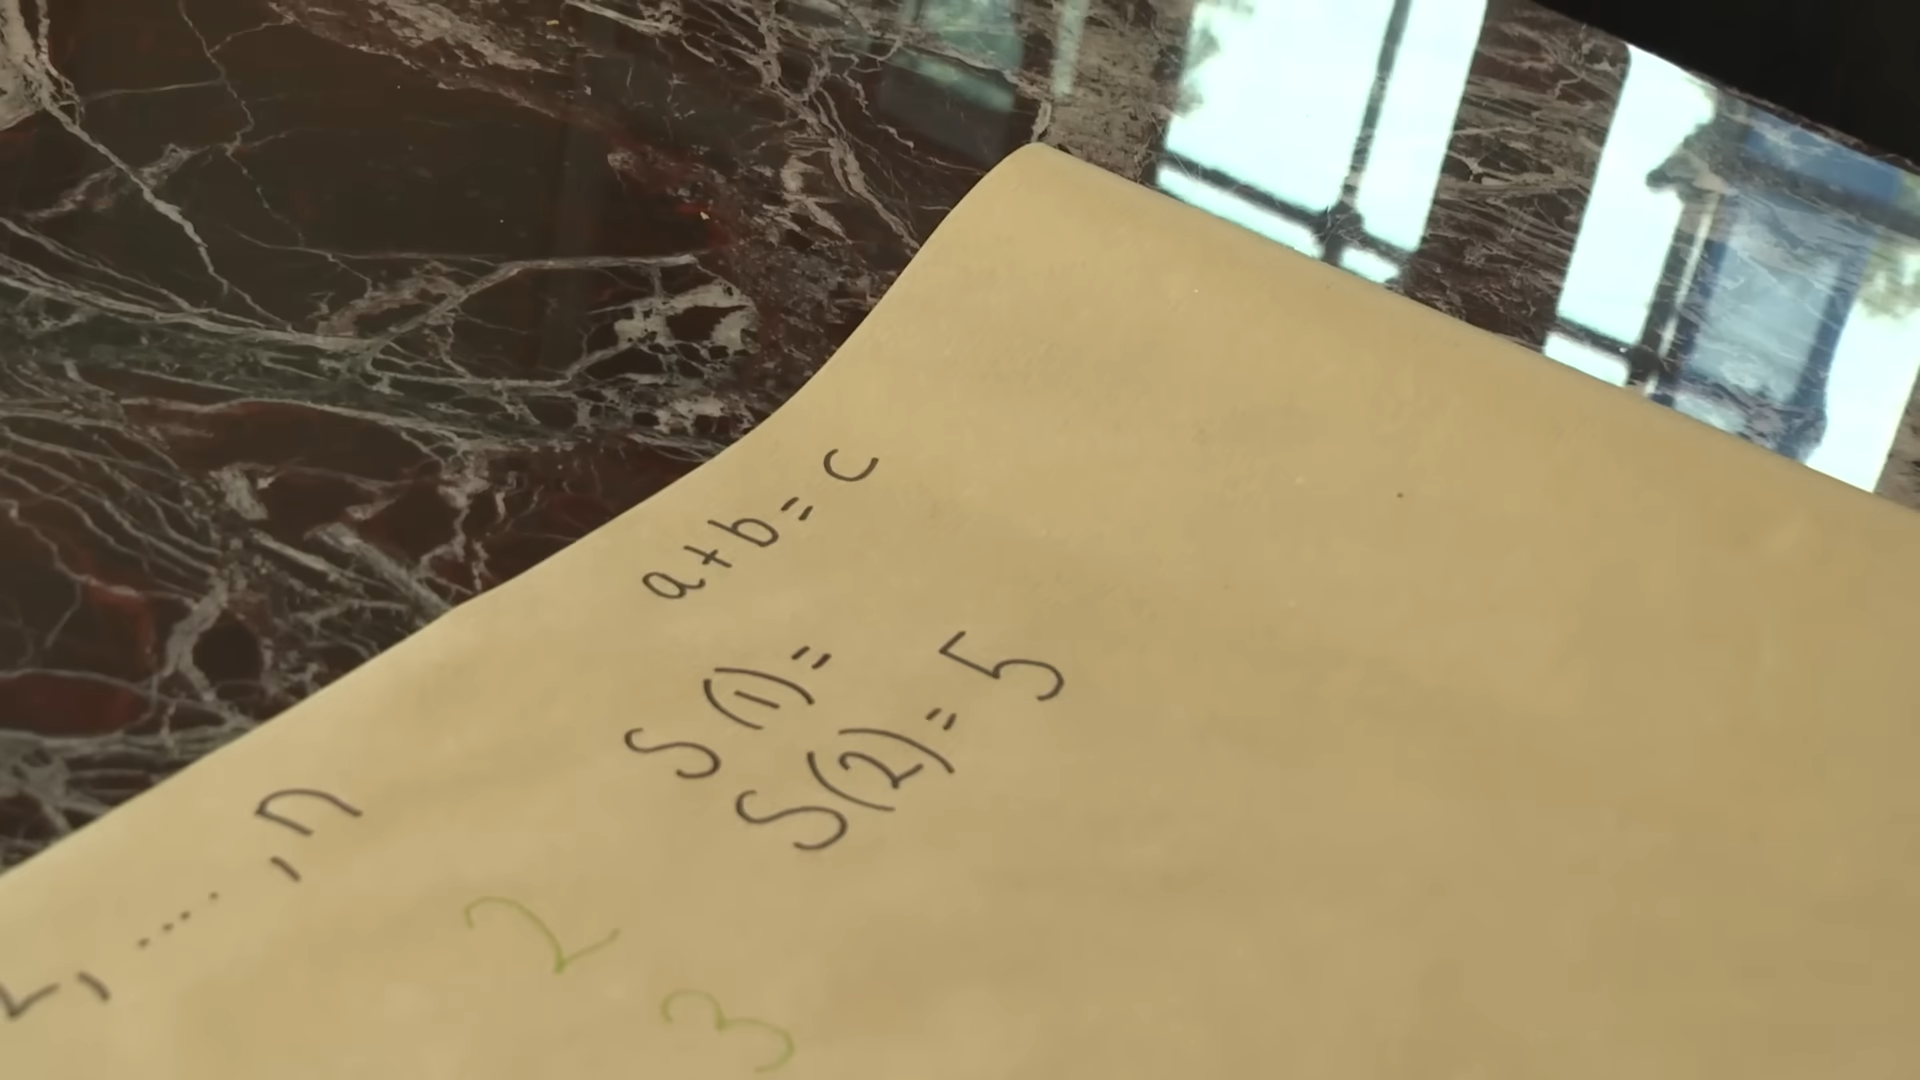 a+b=c
S(1)=
S(2)=5
, ....., n
2
3